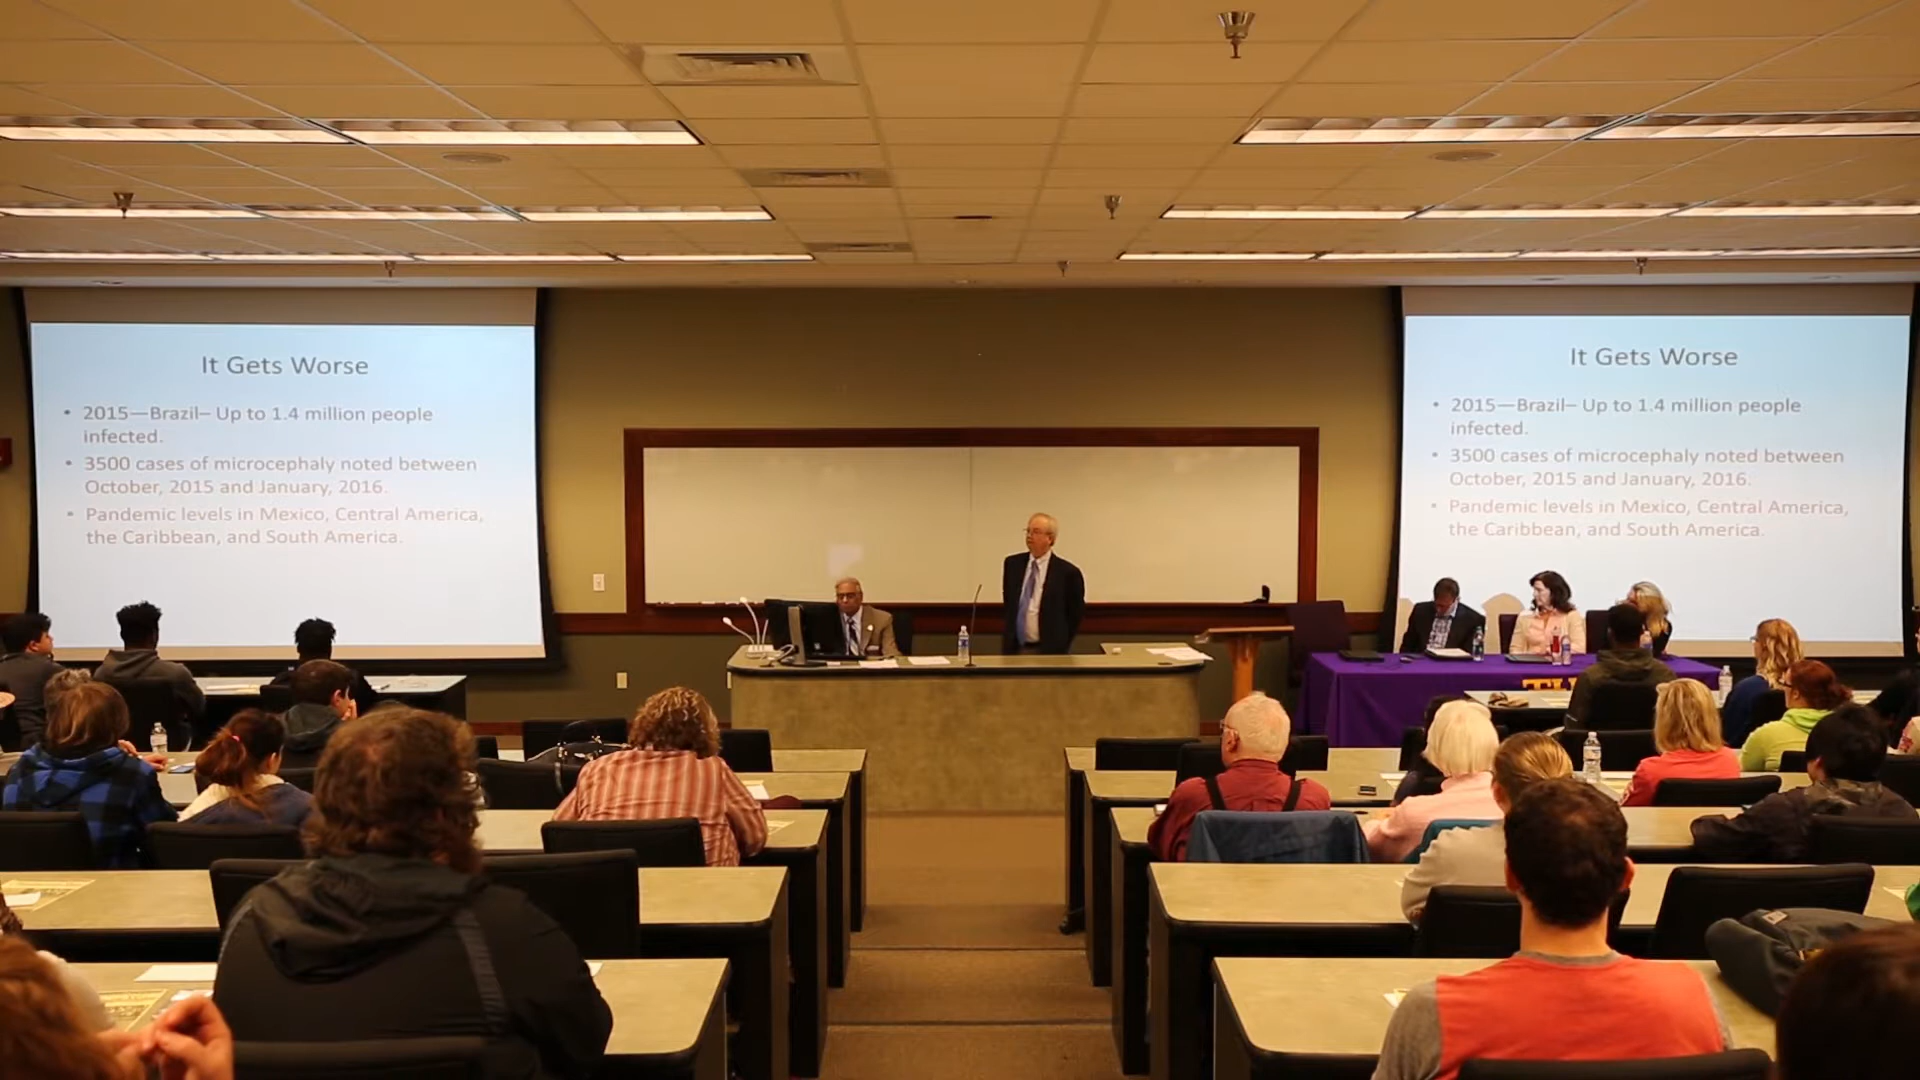 It Gets Worse
• 2015—Brazil– Up to 1.4 million people
infected.
• 3500 cases of microcephaly noted between
October, 2015 and January, 2016.
• Pandemic levels in Mexico, Central America,
the Caribbean, and South America.
It Gets Worse
• 2015—Brazil– Up to 1.4 million people
infected.
• 3500 cases of microcephaly noted between
October, 2015 and January, 2016.
• Pandemic levels in Mexico, Central America,
the Caribbean, and South America.